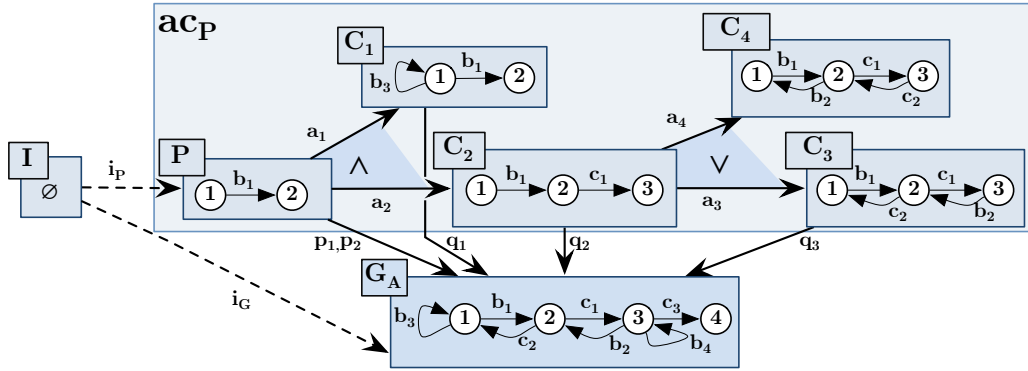 ac_P
C_1
b_3 1 b_1 2
C_4
1 b_1 2 c_1 3
b_2 c_2
a_1
∧
a_2
a_4
∨
a_3
I
∅
i_P
P
1 b_1 2
C_2
1 b_1 2 c_1 3
C_3
1 b_1 2 c_1 3
c_2 b_2
p_1,p_2
q_1
q_2
q_3
i_G
G_A
b_3 1 b_1 2 c_1 3 c_3 4
c_2 b_2 b_4